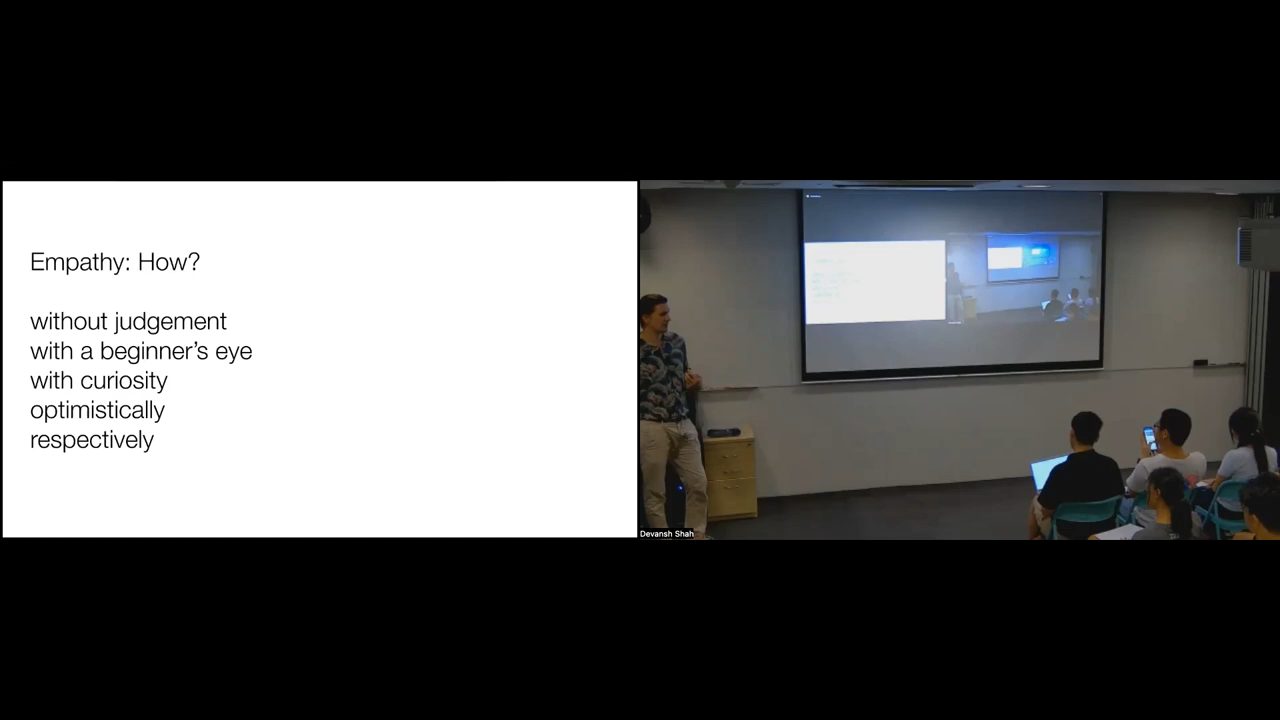 Empathy: How?
without judgement
with a beginner’s eye
with curiosity
optimistically
respectively
Devansh Shah